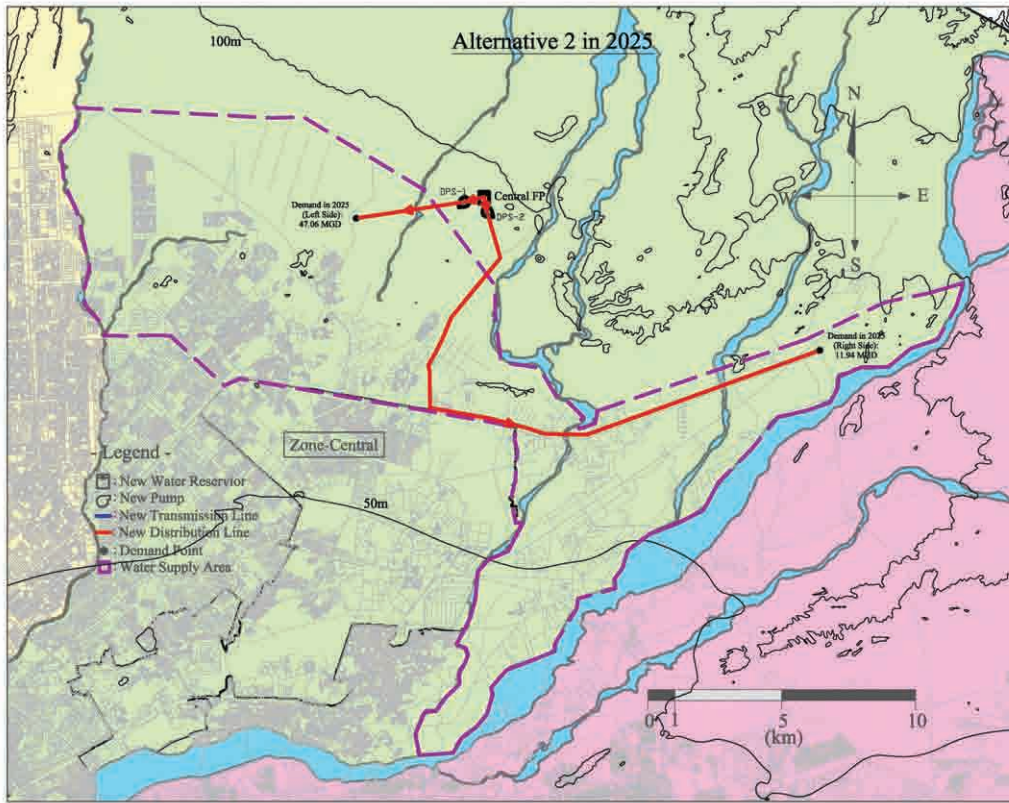 Alternative 2 in 2025
100m
N
W
E
S
DPS-1
Central FP
DPS-2
Demand in 2025
(Left Side):
47.06 MGD
Demand in 2025
(Right Side):
11.94 MGD
Zone-Central
- Legend -
: New Water Reservior
: New Pump
: New Transmission Line
: New Distribution Line
: Demand Point
: Water Supply Area
50m
0 1 5 10
(km)